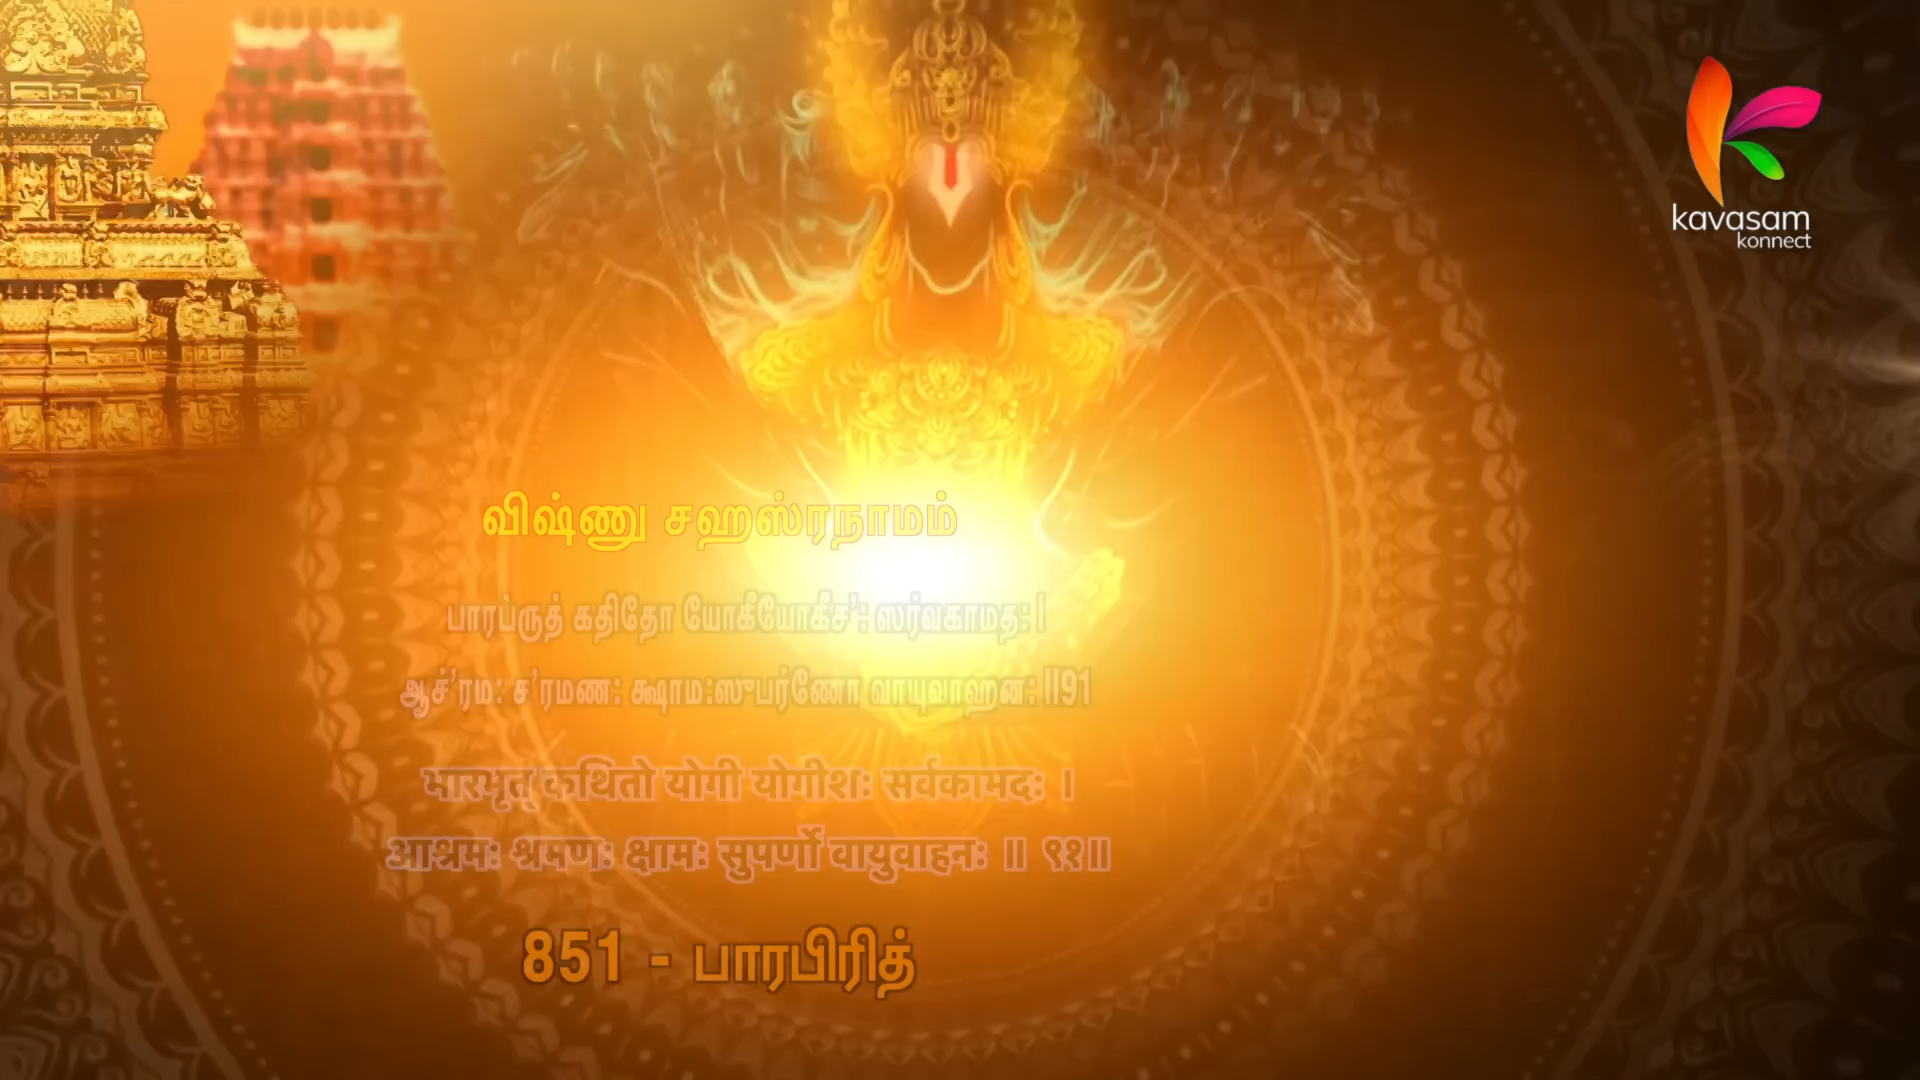 kavasam
konnect
விஷ்ணு சஹஸ்ரநாமம்
பாரப்ருத் கதிதோ யோகீயோகீச': ஸர்வகாமத: |
ஆச்'ரம: ச்'ரமண: க்ஷாம:ஸுபர்ணோ வாயுவாஹன: ||91
भारभृत् कथितो योगी योगीशः सर्वकामदः ।
आश्रमः श्रमणः क्षामः सुपर्णो वायुवाहनः ॥ ९१॥
851 - பாரபிரித்